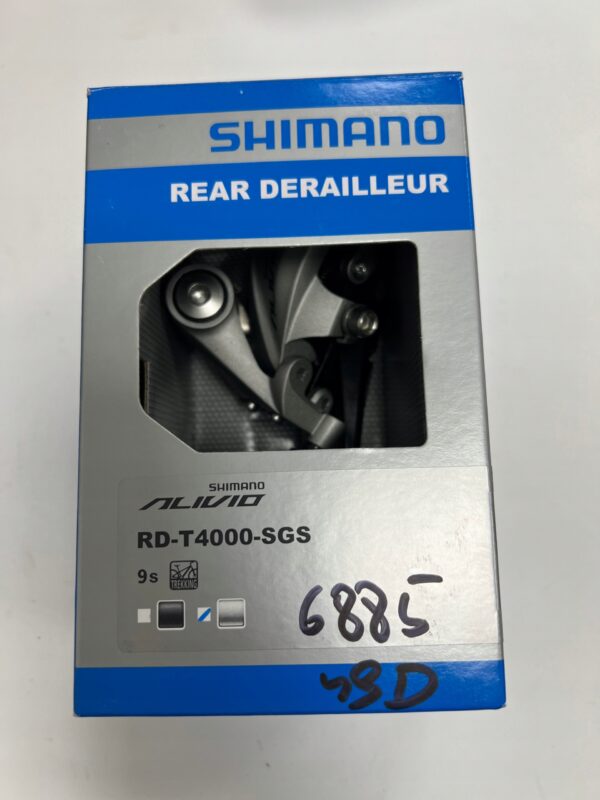 SHIMANO
REAR DERAILLEUR
SHIMANO
ALIVIO
RD-T4000-SGS
9s
TREKKING
6885